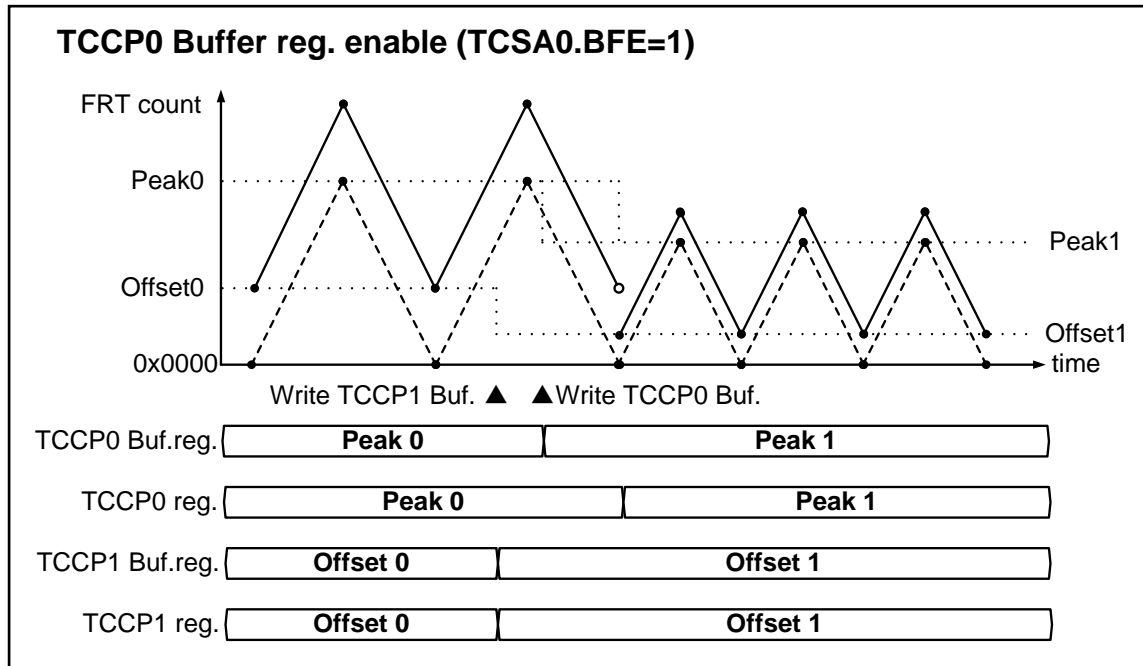 TCCP0 Buffer reg. enable (TCSA0.BFE=1)
FRT count
Peak0
Peak1
Offset0
Offset1
0x0000
time
Write TCCP1 Buf. ▲ ▲Write TCCP0 Buf.
TCCP0 Buf.reg. Peak 0 Peak 1
TCCP0 reg. Peak 0 Peak 1
TCCP1 Buf.reg. Offset 0 Offset 1
TCCP1 reg. Offset 0 Offset 1